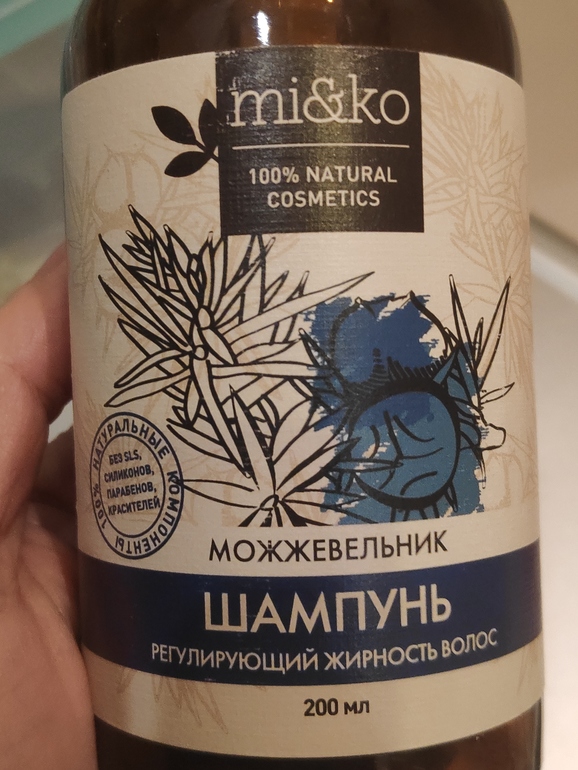 mi&ko
100% NATURAL
COSMETICS
100% НАТУРАЛЬНЫЕ КОМПОНЕНТЫ
БЕЗ SLS,
СИЛИКОНОВ,
ПАРАБЕНОВ,
КРАСИТЕЛЕЙ
МОЖЖЕВЕЛЬНИК
ШАМПУНЬ
РЕГУЛИРУЮЩИЙ ЖИРНОСТЬ ВОЛОС
200 мл